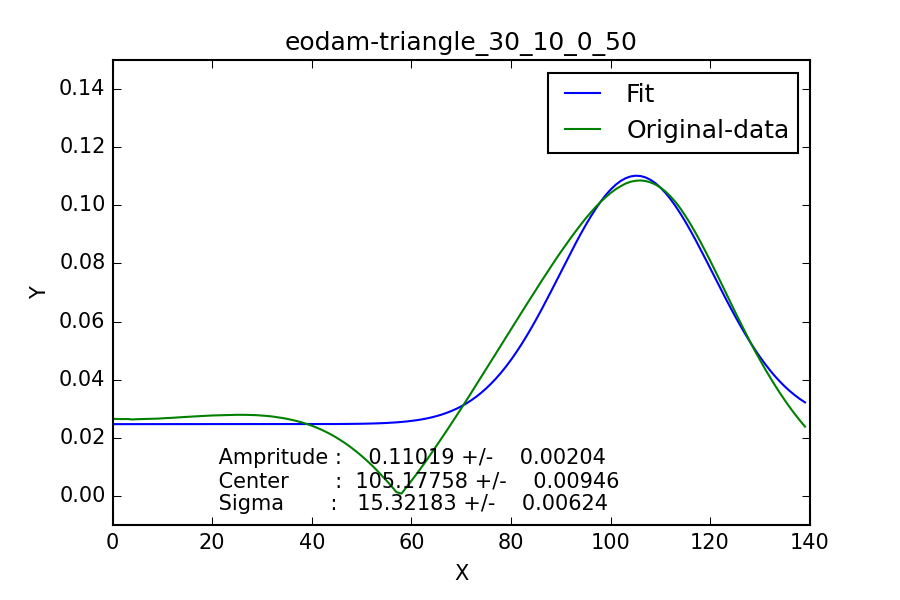 eodam-triangle_30_10_0_50
Fit
Original-data
0.14
0.12
0.10
0.08
0.06
0.04
0.02
0.00
Y
Ampritude : 0.11019 +/- 0.00204
Center : 105.17758 +/- 0.00946
Sigma : 15.32183 +/- 0.00624
0 20 40 60 80 100 120 140
X